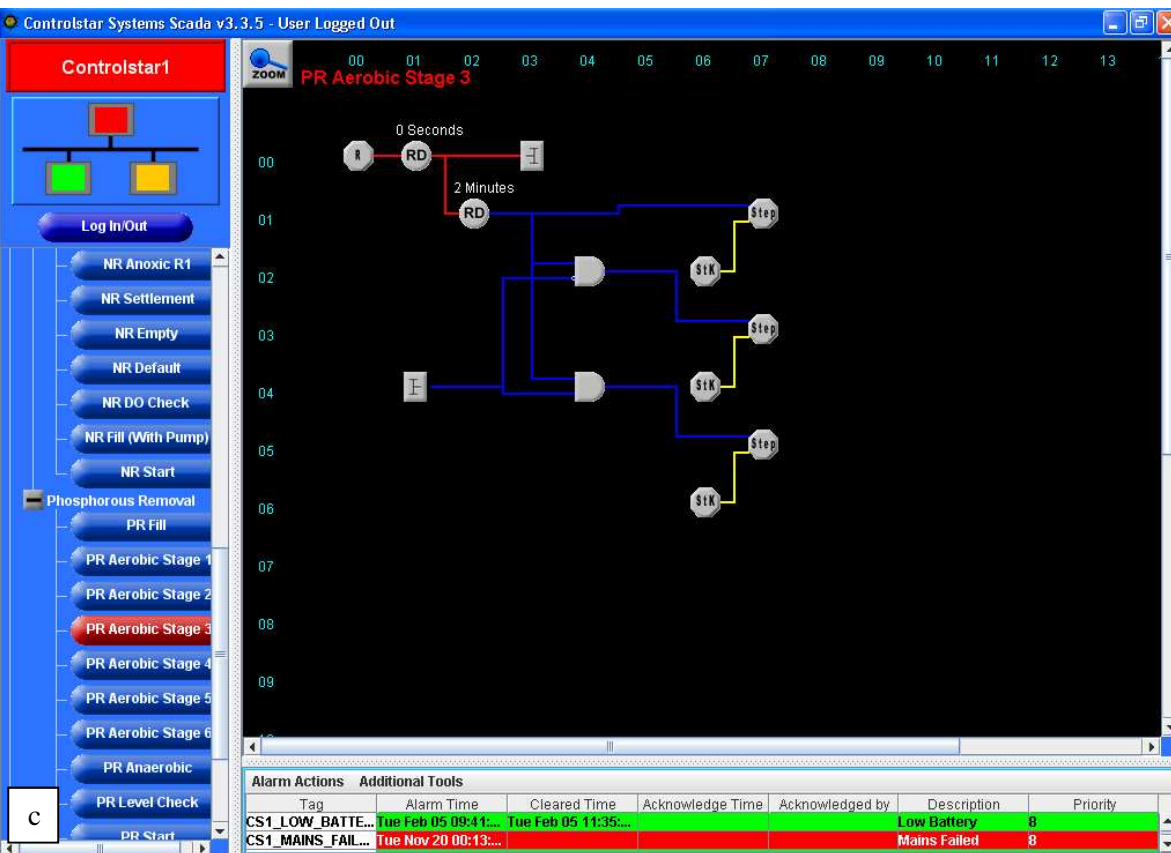 Controlstar Systems Scada v3.3.5 - User Logged Out
Controlstar1
Log In/Out
NR Anoxic R1
NR Settlement
NR Empty
NR Default
NR DO Check
NR Fill (With Pump)
NR Start
Phosphorous Removal
PR Fill
PR Aerobic Stage 1
PR Aerobic Stage 2
PR Aerobic Stage 3
PR Aerobic Stage 4
PR Aerobic Stage 5
PR Aerobic Stage 6
PR Anaerobic
PR Level Check
PR Start
c
ZOOM
00 01 02 03 04 05 06 07 08 09 10 11 12 13
PR Aerobic Stage 3
0 Seconds
00 R RD
2 Minutes
01 RD Step
02 StK
03 Step
04 StK
05 Step
06 StK
07
08
09
Alarm Actions Additional Tools
Tag Alarm Time Cleared Time Acknowledge Time Acknowledged by Description Priority
CS1_LOW_BATTE... Tue Feb 05 09:41:... Tue Feb 05 11:35:... Low Battery 8
CS1_MAINS_FAIL... Tue Nov 20 00:13:... Mains Failed 8